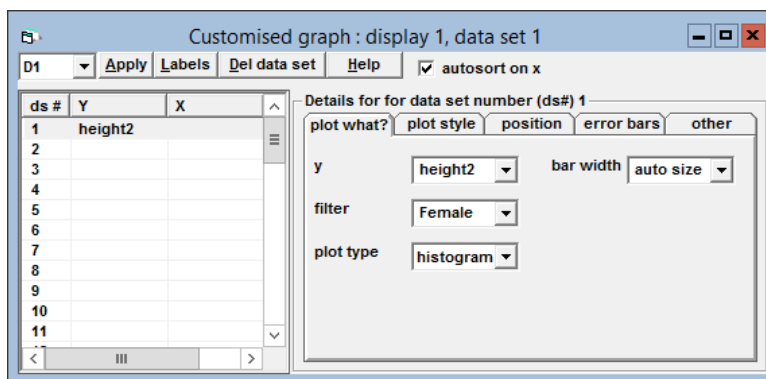 Customised graph : display 1, data set 1
D1 Apply Labels Del data set Help autosort on x
ds # Y X
1 height2
2
3
4
5
6
7
8
9
10
11
Details for for data set number (ds#) 1
plot what? plot style position error bars other
y height2 bar width auto size
filter Female
plot type histogram